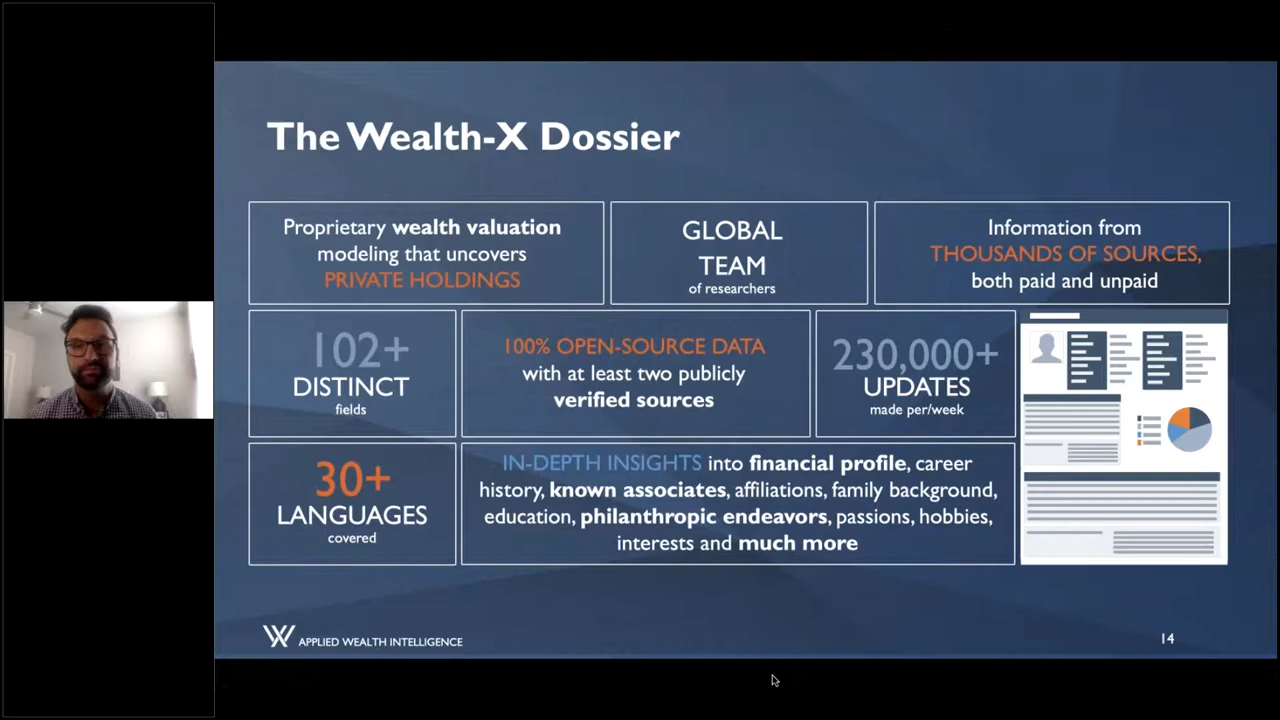 The Wealth-X Dossier
Proprietary wealth valuation
modeling that uncovers
PRIVATE HOLDINGS
GLOBAL
TEAM
of researchers
Information from
THOUSANDS OF SOURCES,
both paid and unpaid
102+
DISTINCT
fields
100% OPEN-SOURCE DATA
with at least two publicly
verified sources
230,000+
UPDATES
made per/week
30+
LANGUAGES
covered
IN-DEPTH INSIGHTS into financial profile, career
history, known associates, affiliations, family background,
education, philanthropic endeavors, passions, hobbies,
interests and much more
APPLIED WEALTH INTELLIGENCE
14